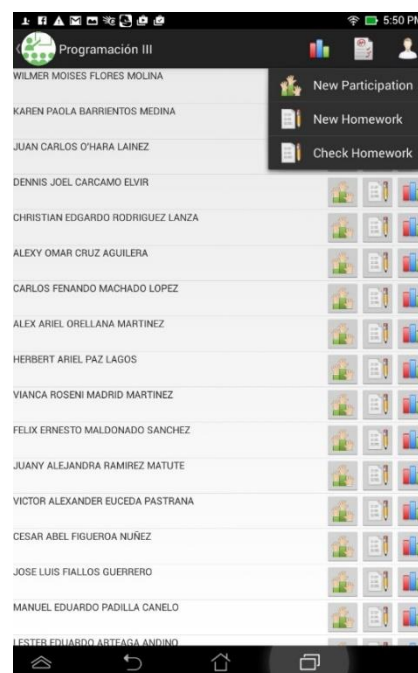 5:50 PM
Programación III
WILMER MOISES FLORES MOLINA
New Participation
KAREN PAOLA BARRIENTOS MEDINA
New Homework
JUAN CARLOS O'HARA LAINEZ
Check Homework
DENNIS JOEL CARCAMO ELVIR
CHRISTIAN EDGARDO RODRIGUEZ LANZA
ALEXY OMAR CRUZ AGUILERA
CARLOS FENANDO MACHADO LOPEZ
ALEX ARIEL ORELLANA MARTINEZ
HERBERT ARIEL PAZ LAGOS
VIANCA ROSENI MADRID MARTINEZ
FELIX ERNESTO MALDONADO SANCHEZ
JUANY ALEJANDRA RAMIREZ MATUTE
VICTOR ALEXANDER EUCEDA PASTRANA
CESAR ABEL FIGUEROA NUÑEZ
JOSE LUIS FIALLOS GUERRERO
MANUEL EDUARDO PADILLA CANELO
LESTER EDUARDO ARTEAGA ANDINO